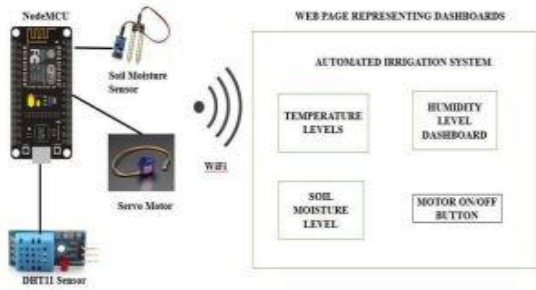 NodeMCU
Soil Moisture
Sensor
Servo Motor
DHT11 Sensor
WiFi
WEB PAGE REPRESENTING DASHBOARDS
AUTOMATED IRRIGATION SYSTEM
TEMPERATURE
LEVELS
HUMIDITY
LEVEL
DASHBOARD
SOIL
MOISTURE
LEVEL
MOTOR ON/OFF
BUTTON